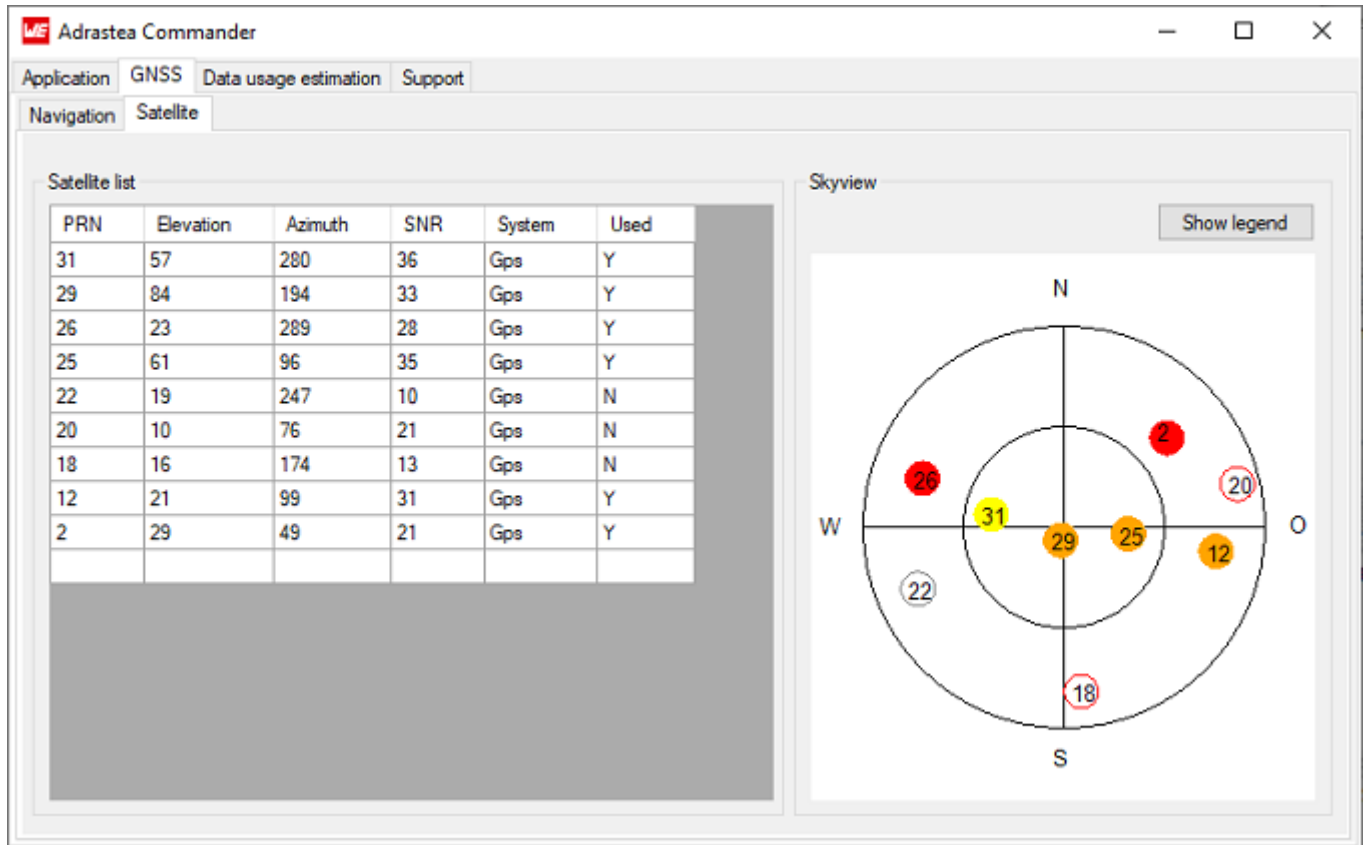 WE Adrastea Commander
Application GNSS Data usage estimation Support
Navigation Satellite
Satellite list
PRN Elevation Azimuth SNR System Used
31 57 280 36 Gps Y
29 84 194 33 Gps Y
26 23 289 28 Gps Y
25 61 96 35 Gps Y
22 19 247 10 Gps N
20 10 76 21 Gps N
18 16 174 13 Gps N
12 21 99 31 Gps Y
2 29 49 21 Gps Y
Skyview
Show legend
N
2
26
20
31
W
29
25
O
12
22
18
S